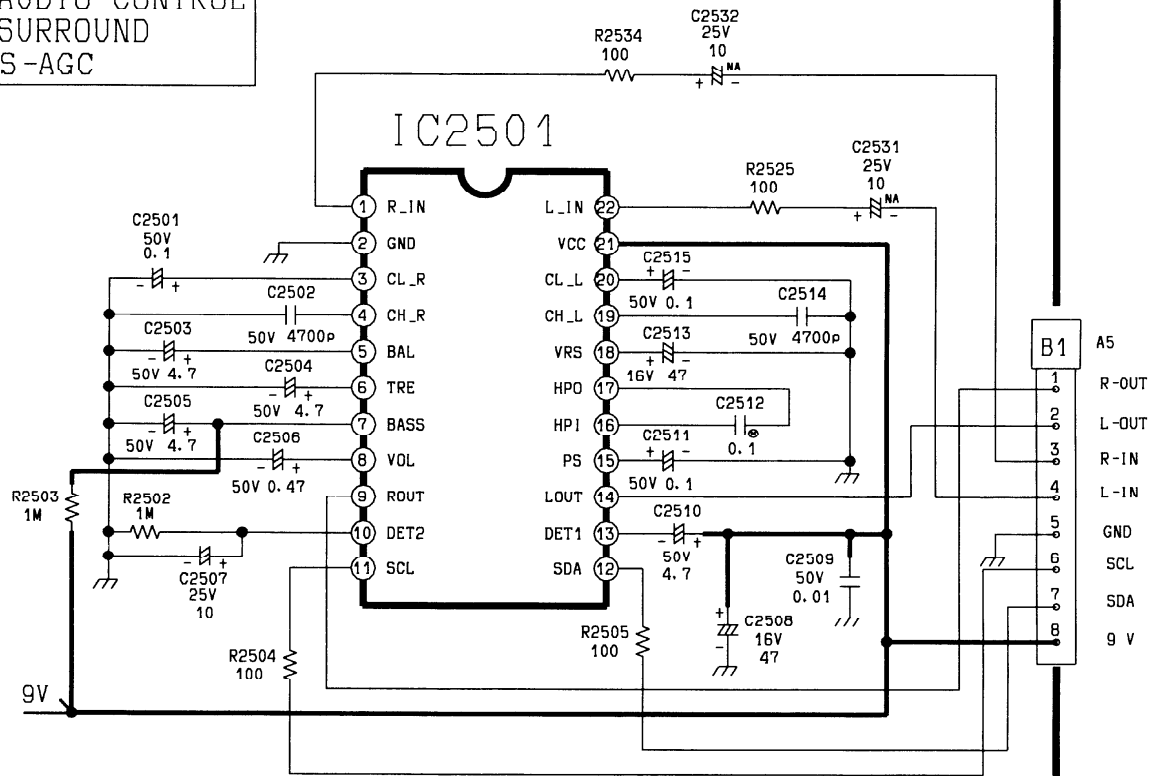 AUDIO CONTROL
SURROUND
S-AGC
C2532
25V
10
NA
+ -
R2534
100
IC2501
C2531
25V
10
NA
+ -
R2525
100
1 R_IN
2 GND
3 CL_R
4 CH_R
5 BAL
6 TRE
7 BASS
8 VOL
9 ROUT
10 DET2
11 SCL
L_IN 22
VCC 21
CL_L 20
CH_L 19
VRS 18
HPO 17
HPI 16
PS 15
LOUT 14
DET1 13
SDA 12
C2501
50V
0.1
- +
C2502
50V 4700p
C2503
- +
50V 4.7
C2504
- +
50V 4.7
C2505
- +
50V 4.7
C2506
- +
50V 0.47
R2503
1M
R2502
1M
- +
C2507
25V
10
R2504
100
9V
C2515
+ -
50V 0.1
C2514
50V 4700p
C2513
+ -
16V 47
C2512
0.1
C2511
+ -
50V 0.1
C2510
- +
50V
4.7
C2509
50V
0.01
+
C2508
16V
-
47
R2505
100
B1
A5
1 R-OUT
2 L-OUT
3 R-IN
4 L-IN
5 GND
6 SCL
7 SDA
8 9 V